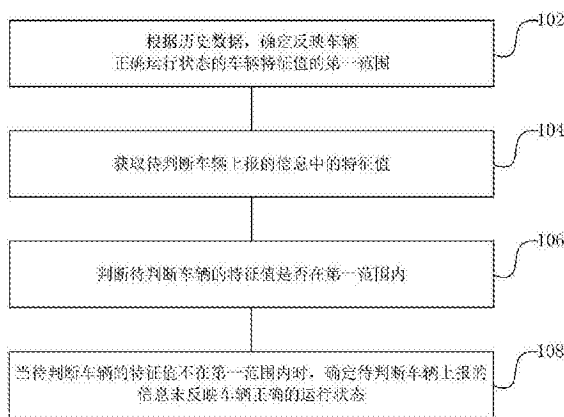 102
根据历史数据，确定反映车辆
正确运行状态的车辆特征值的第一范围
104
获取待判断车辆上报的信息中的特征值
106
判断待判断车辆的特征值是否在第一范围内
108
当待判断车辆的特征值不在第一范围内时，确定待判断车辆上报的
信息未反映车辆正确的运行状态